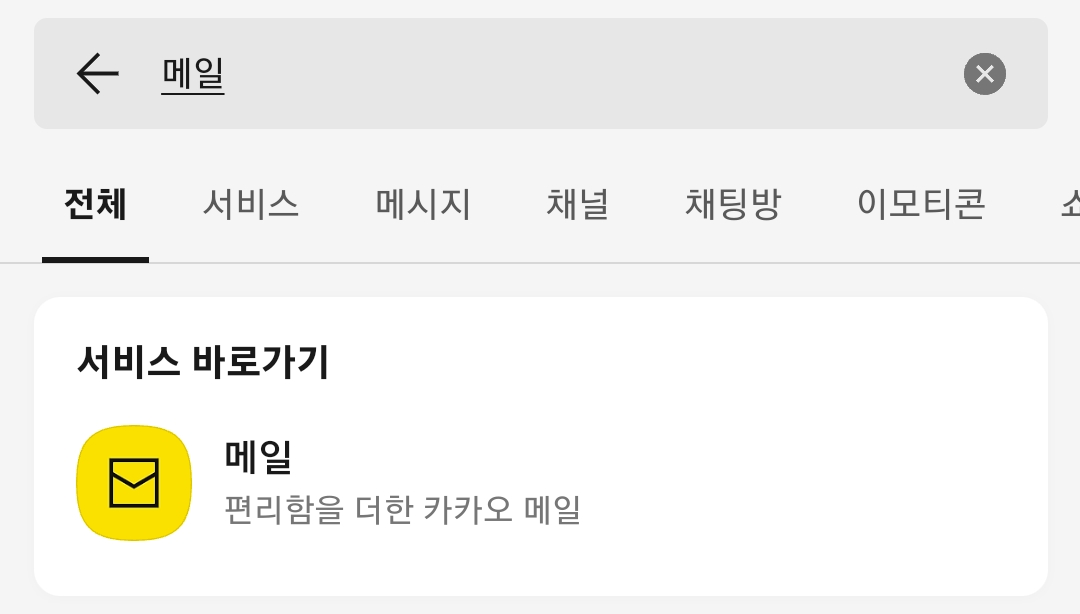 메일
전체 서비스 메시지 채널 채팅방 이모티콘
서비스 바로가기
메일
편리함을 더한 카카오 메일